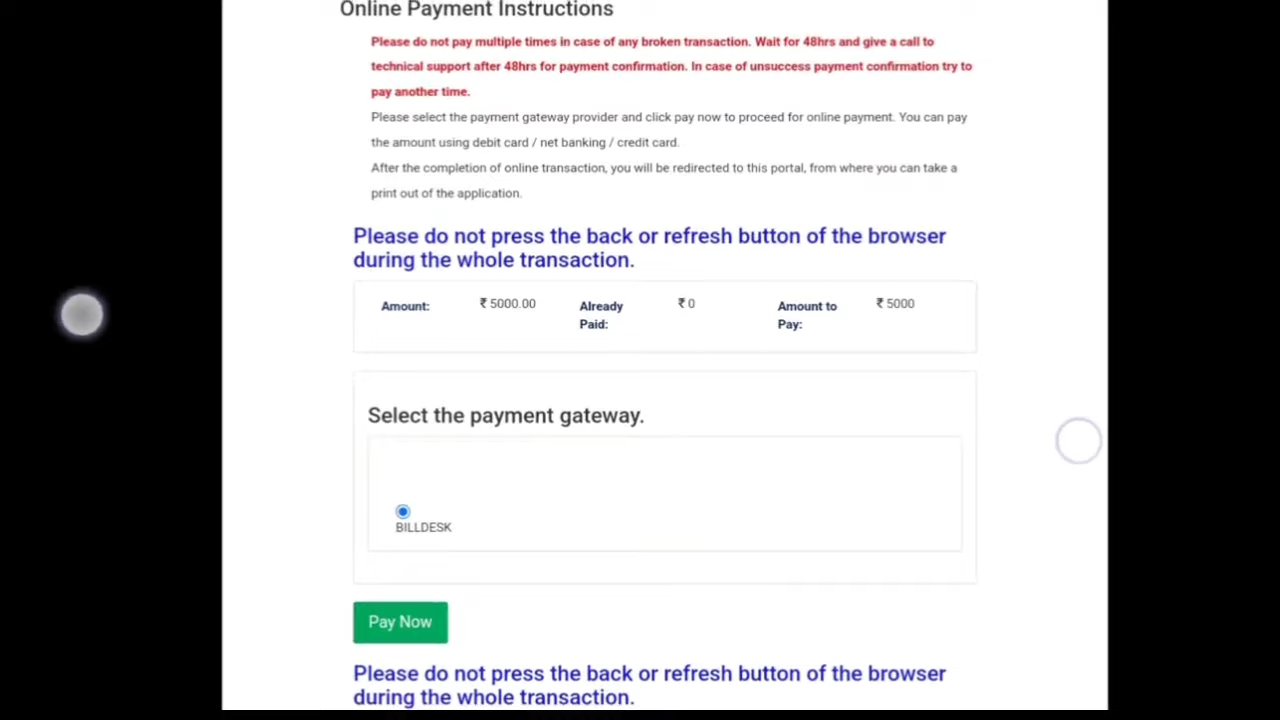 Online Payment Instructions
Please do not pay multiple times in case of any broken transaction. Wait for 48hrs and give a call to
technical support after 48hrs for payment confirmation. In case of unsuccess payment confirmation try to
pay another time.
Please select the payment gateway provider and click pay now to proceed for online payment. You can pay
the amount using debit card / net banking / credit card.
After the completion of online transaction, you will be redirected to this portal, from where you can take a
print out of the application.
Please do not press the back or refresh button of the browser
during the whole transaction.
Amount: ₹ 5000.00 Already ₹ 0 Amount to ₹ 5000
Paid: Pay:
Select the payment gateway.
BILLDESK
Pay Now
Please do not press the back or refresh button of the browser
during the whole transaction.